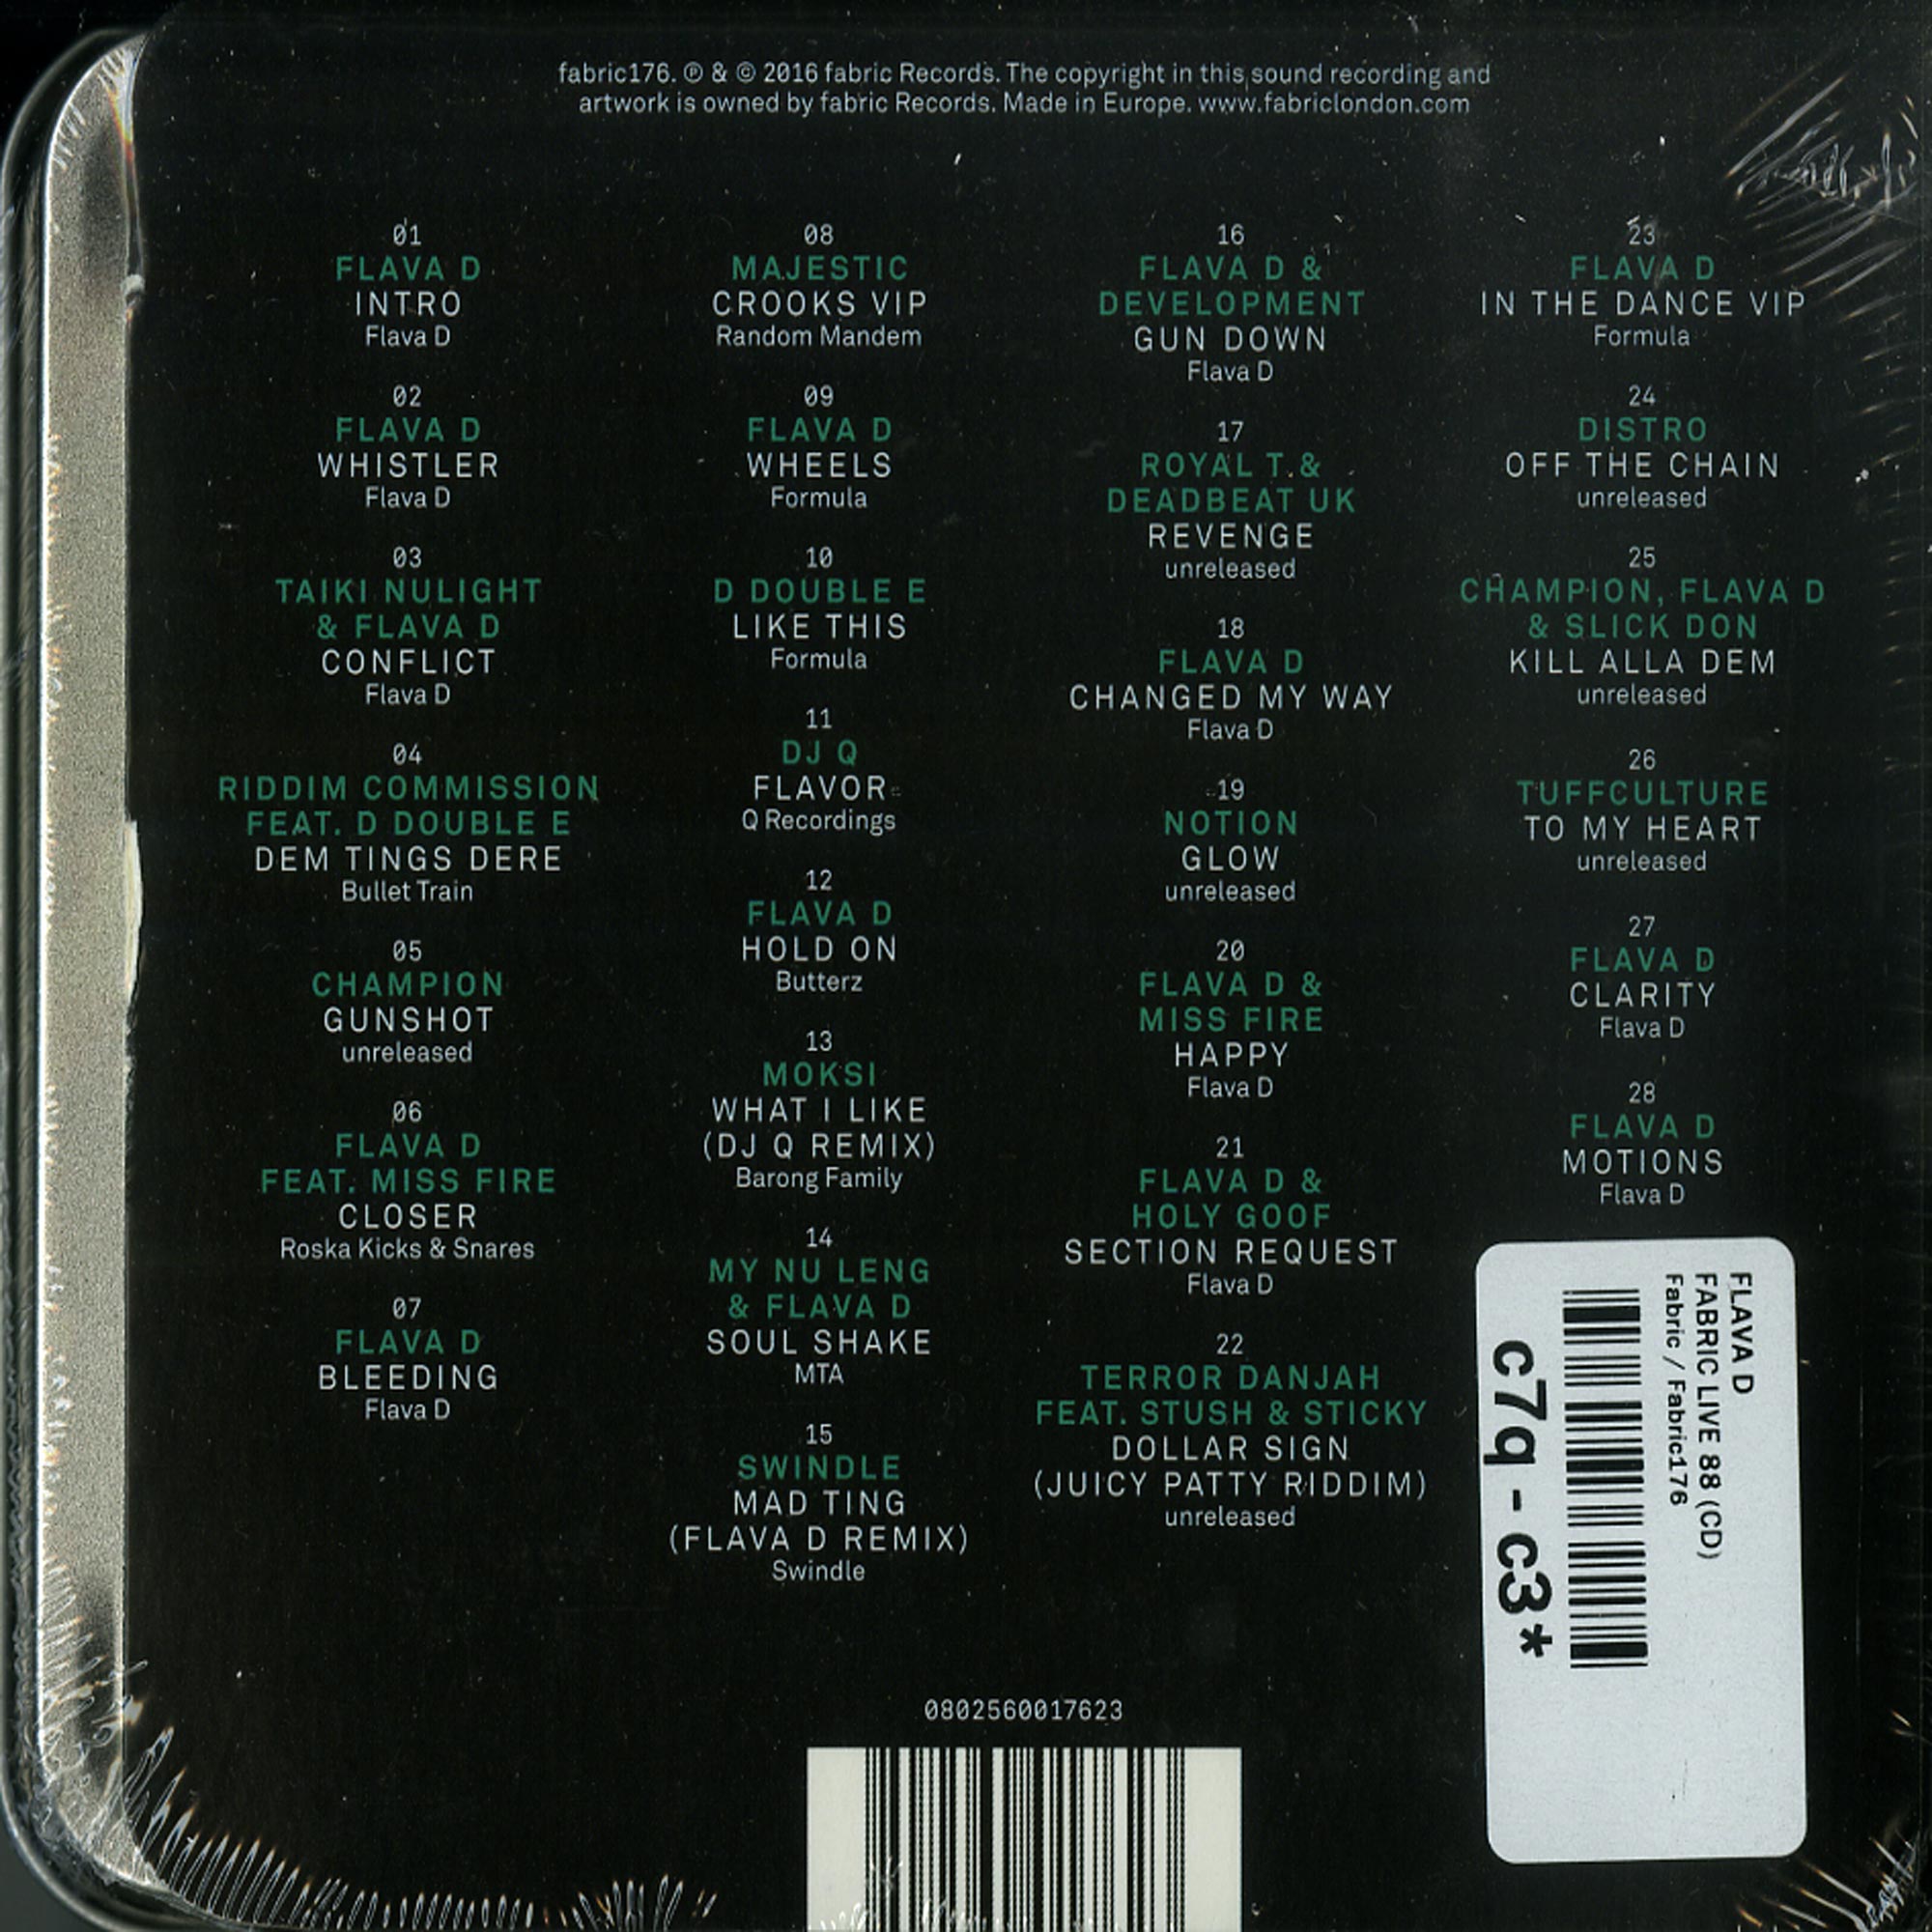 fabric176. ℗ & © 2016 fabric Records. The copyright in this sound recording and
artwork is owned by fabric Records. Made in Europe. www.fabriclondon.com
01
FLAVA D
INTRO
Flava D
02
FLAVA D
WHISTLER
Flava D
03
TAIKI NULIGHT
& FLAVA D
CONFLICT
Flava D
04
RIDDIM COMMISSION
FEAT. D DOUBLE E
DEM TINGS DERE
Bullet Train
05
CHAMPION
GUNSHOT
unreleased
06
FLAVA D
FEAT. MISS FIRE
CLOSER
Roska Kicks & Snares
07
FLAVA D
BLEEDING
Flava D
08
MAJESTIC
CROOKS VIP
Random Mandem
09
FLAVA D
WHEELS
Formula
10
D DOUBLE E
LIKE THIS
Formula
11
DJ Q
FLAVOR
Q Recordings
12
FLAVA D
HOLD ON
Butterz
13
MOKSI
WHAT I LIKE
(DJ Q REMIX)
Barong Family
14
MY NU LENG
& FLAVA D
SOUL SHAKE
MTA
15
SWINDLE
MAD TING
(FLAVA D REMIX)
Swindle
16
FLAVA D &
DEVELOPMENT
GUN DOWN
Flava D
17
ROYAL T &
DEADBEAT UK
REVENGE
unreleased
18
FLAVA D
CHANGED MY WAY
Flava D
19
NOTION
GLOW
unreleased
20
FLAVA D &
MISS FIRE
HAPPY
Flava D
21
FLAVA D &
HOLY GOOF
SECTION REQUEST
Flava D
22
TERROR DANJAH
FEAT. STUSH & STICKY
DOLLAR SIGN
(JUICY PATTY RIDDIM)
unreleased
23
FLAVA D
IN THE DANCE VIP
Formula
24
DISTRO
OFF THE CHAIN
unreleased
25
CHAMPION, FLAVA D
& SLICK DON
KILL ALLA DEM
unreleased
26
TUFFCULTURE
TO MY HEART
unreleased
27
FLAVA D
CLARITY
Flava D
28
FLAVA D
MOTIONS
Flava D
FLAVA D
FABRIC LIVE 88 (CD)
Fabric / Fabric176
c7q - c3*
0802560017623